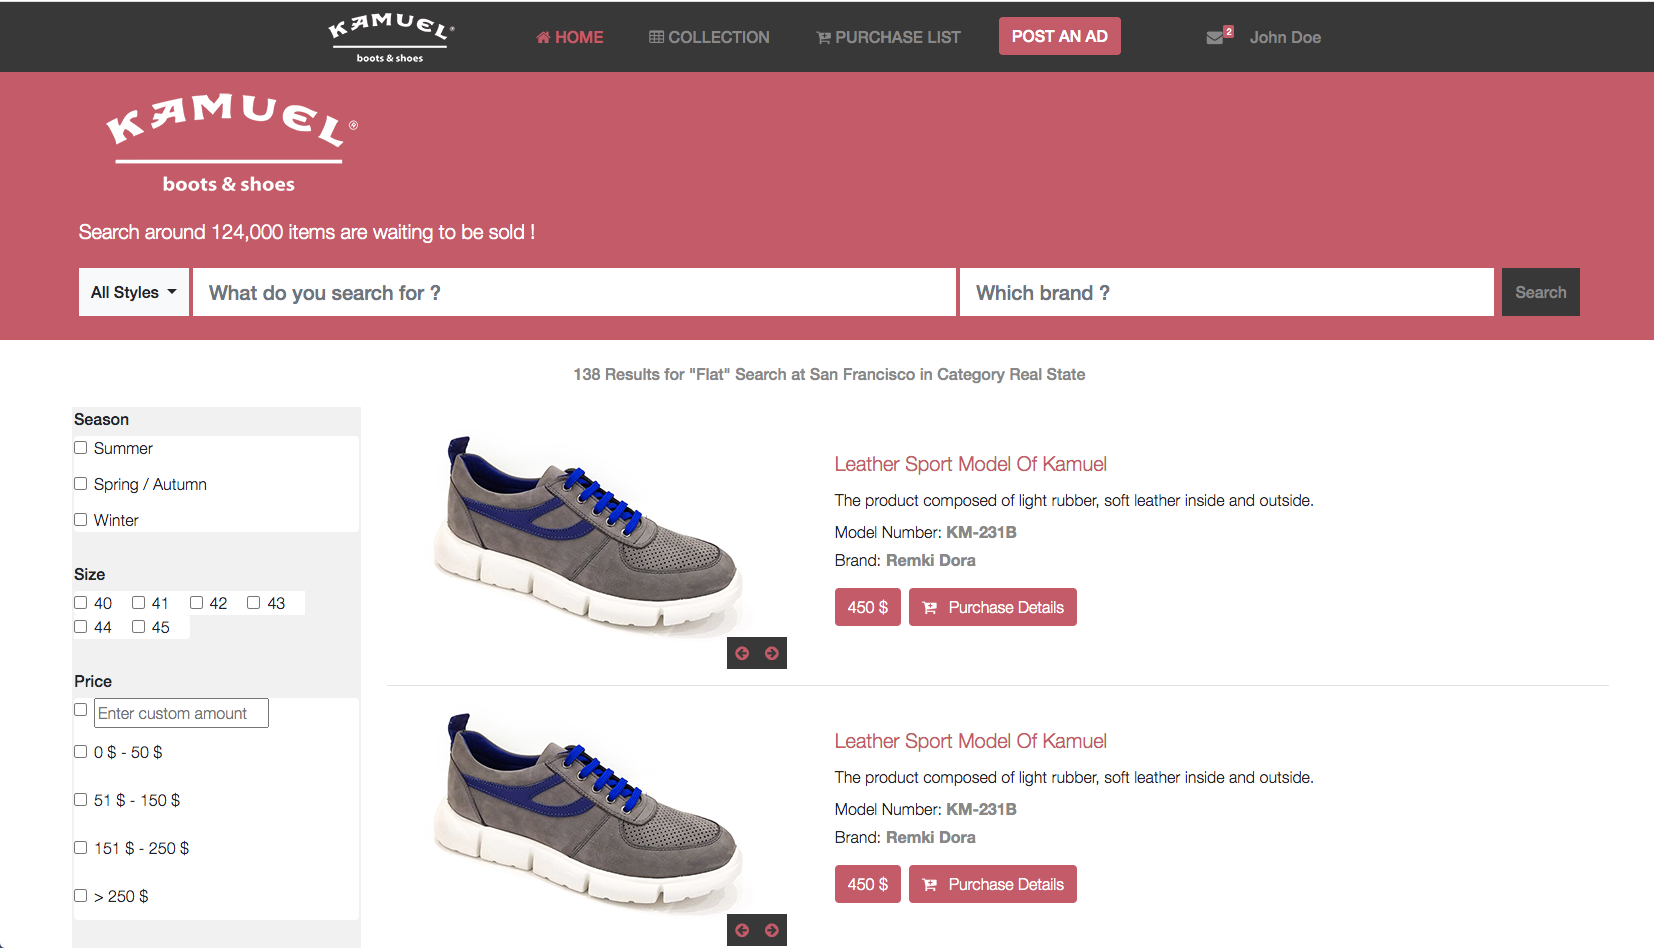 KAMUEL®
boots & shoes
HOME
COLLECTION
PURCHASE LIST
POST AN AD
2
John Doe
KAMUEL®
boots & shoes
Search around 124,000 items are waiting to be sold !
All Styles
What do you search for ?
Which brand ?
Search
138 Results for "Flat" Search at San Francisco in Category Real State
Season
Summer
Spring / Autumn
Winter
Size
40 41 42 43
44 45
Price
Enter custom amount
0 $ - 50 $
51 $ - 150 $
151 $ - 250 $
> 250 $
Leather Sport Model Of Kamuel
The product composed of light rubber, soft leather inside and outside.
Model Number: KM-231B
Brand: Remki Dora
450 $
Purchase Details
Leather Sport Model Of Kamuel
The product composed of light rubber, soft leather inside and outside.
Model Number: KM-231B
Brand: Remki Dora
450 $
Purchase Details